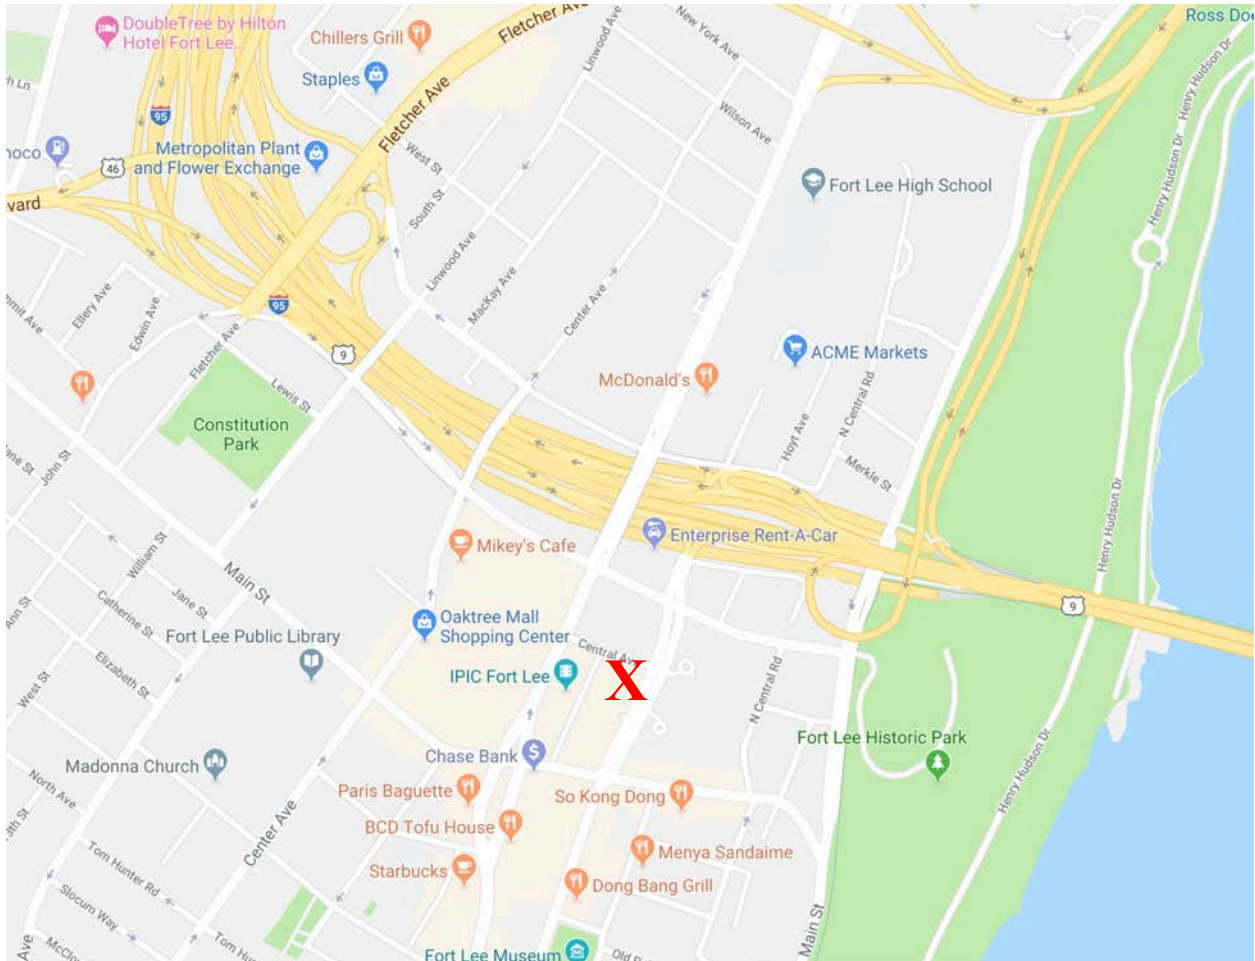 DoubleTree by Hilton
Hotel Fort Lee...
Chillers Grill
Fletcher Ave
New York Ave
Ross Doc
Linwood Ave
Staples
95
Fletcher Ave
Wilson Ave
Henry Hudson Dr
Henry Hudson Dr
46
Metropolitan Plant
and Flower Exchange
West St
Fort Lee High School
South St
vard
Linwood Ave
MacKay Ave
Center Ave
Ellery Ave
Edwin Ave
95
Fletcher Ave
9
Lewis St
McDonald's
ACME Markets
N Central Rd
Hoyt Ave
Constitution
Park
John St
Merkle St
Henry Hudson Dr
Enterprise Rent-A-Car
Mikey's Cafe
William St
Main St
Jane St
Catherine St
9
Oaktree Mall
Shopping Center
Ann St
Fort Lee Public Library
Elizabeth St
Central Ave
X
IPIC Fort Lee
West St
N Central Rd
Fort Lee Historic Park
Henry Hudson Dr
Chase Bank
Madonna Church
North Ave
Paris Baguette
So Kong Dong
BCD Tofu House
Center Ave
Menya Sandaime
Tom Hunter Rd
Starbucks
Dong Bang Grill
Slocum Way
Main St
Fort Lee Museum
Ave